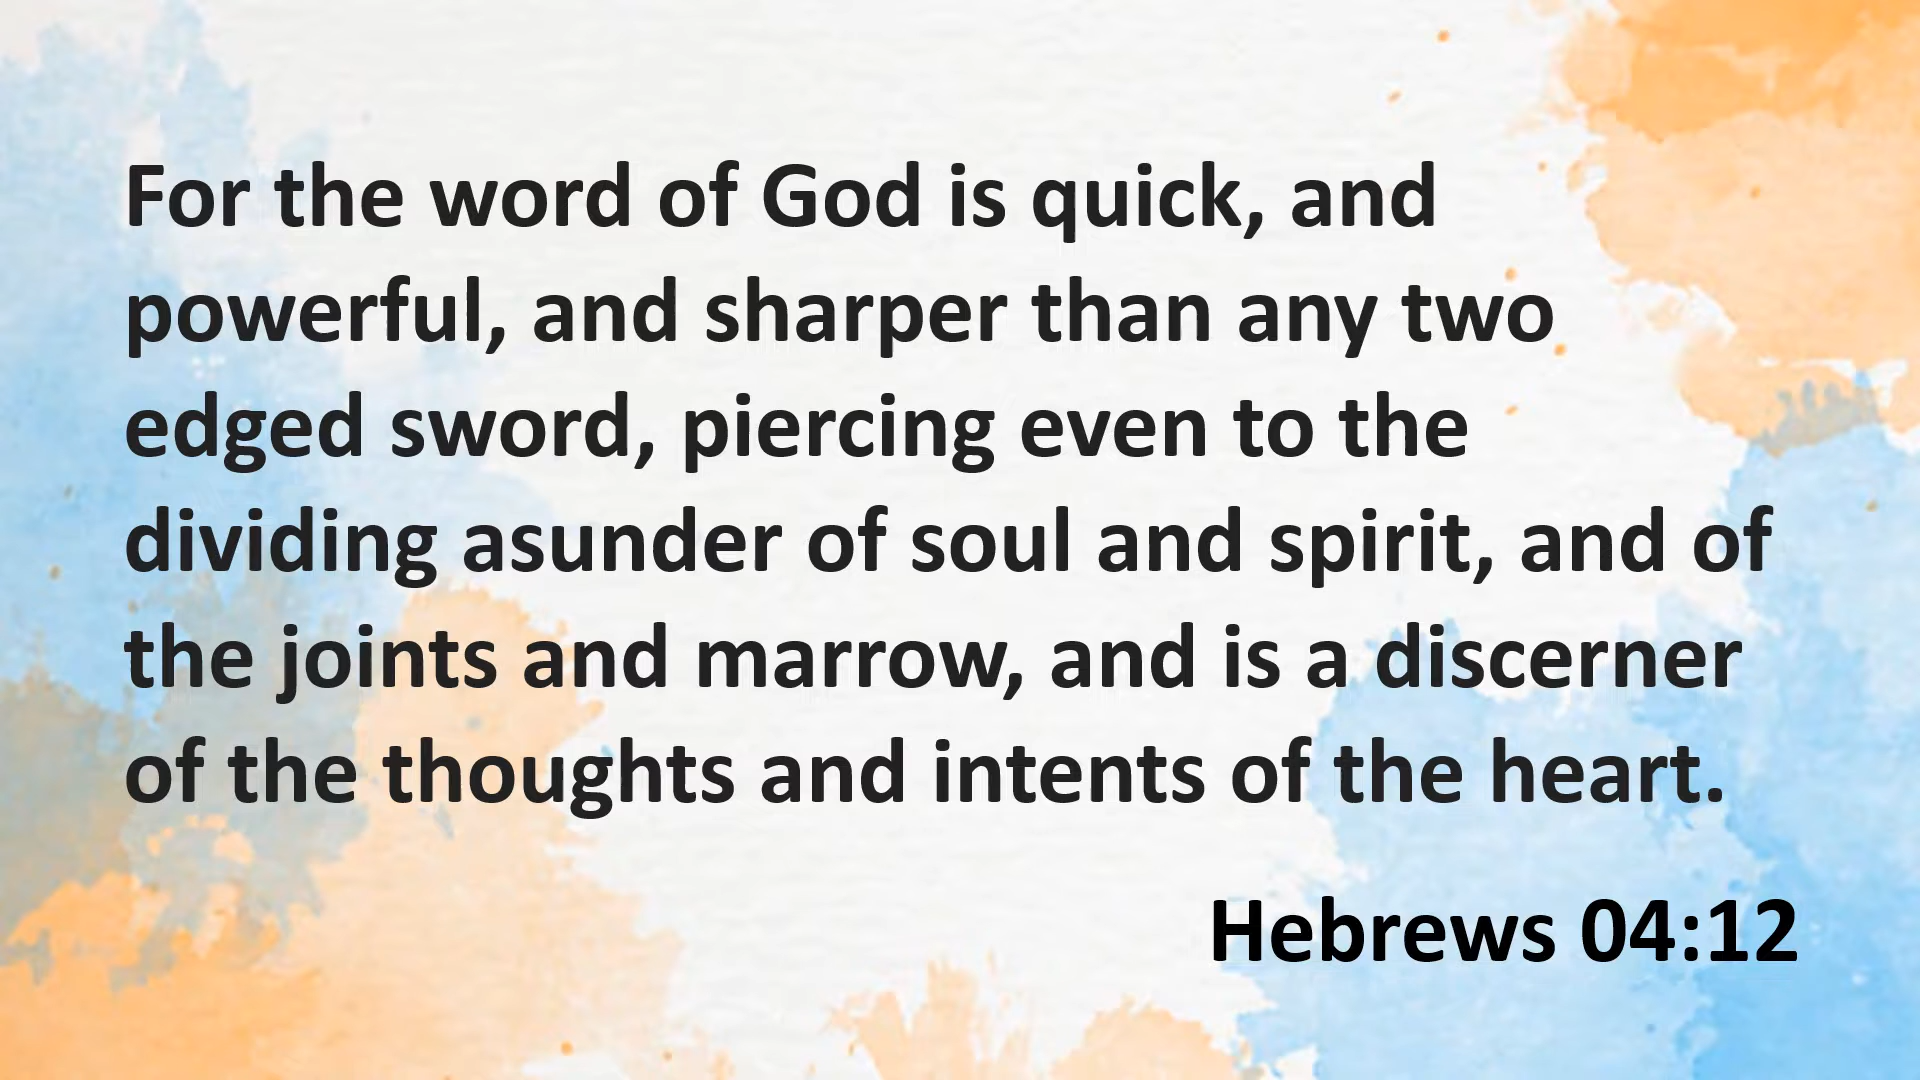 For the word of God is quick, and
powerful, and sharper than any two
edged sword, piercing even to the
dividing asunder of soul and spirit, and of
the joints and marrow, and is a discerner
of the thoughts and intents of the heart.
Hebrews 04:12